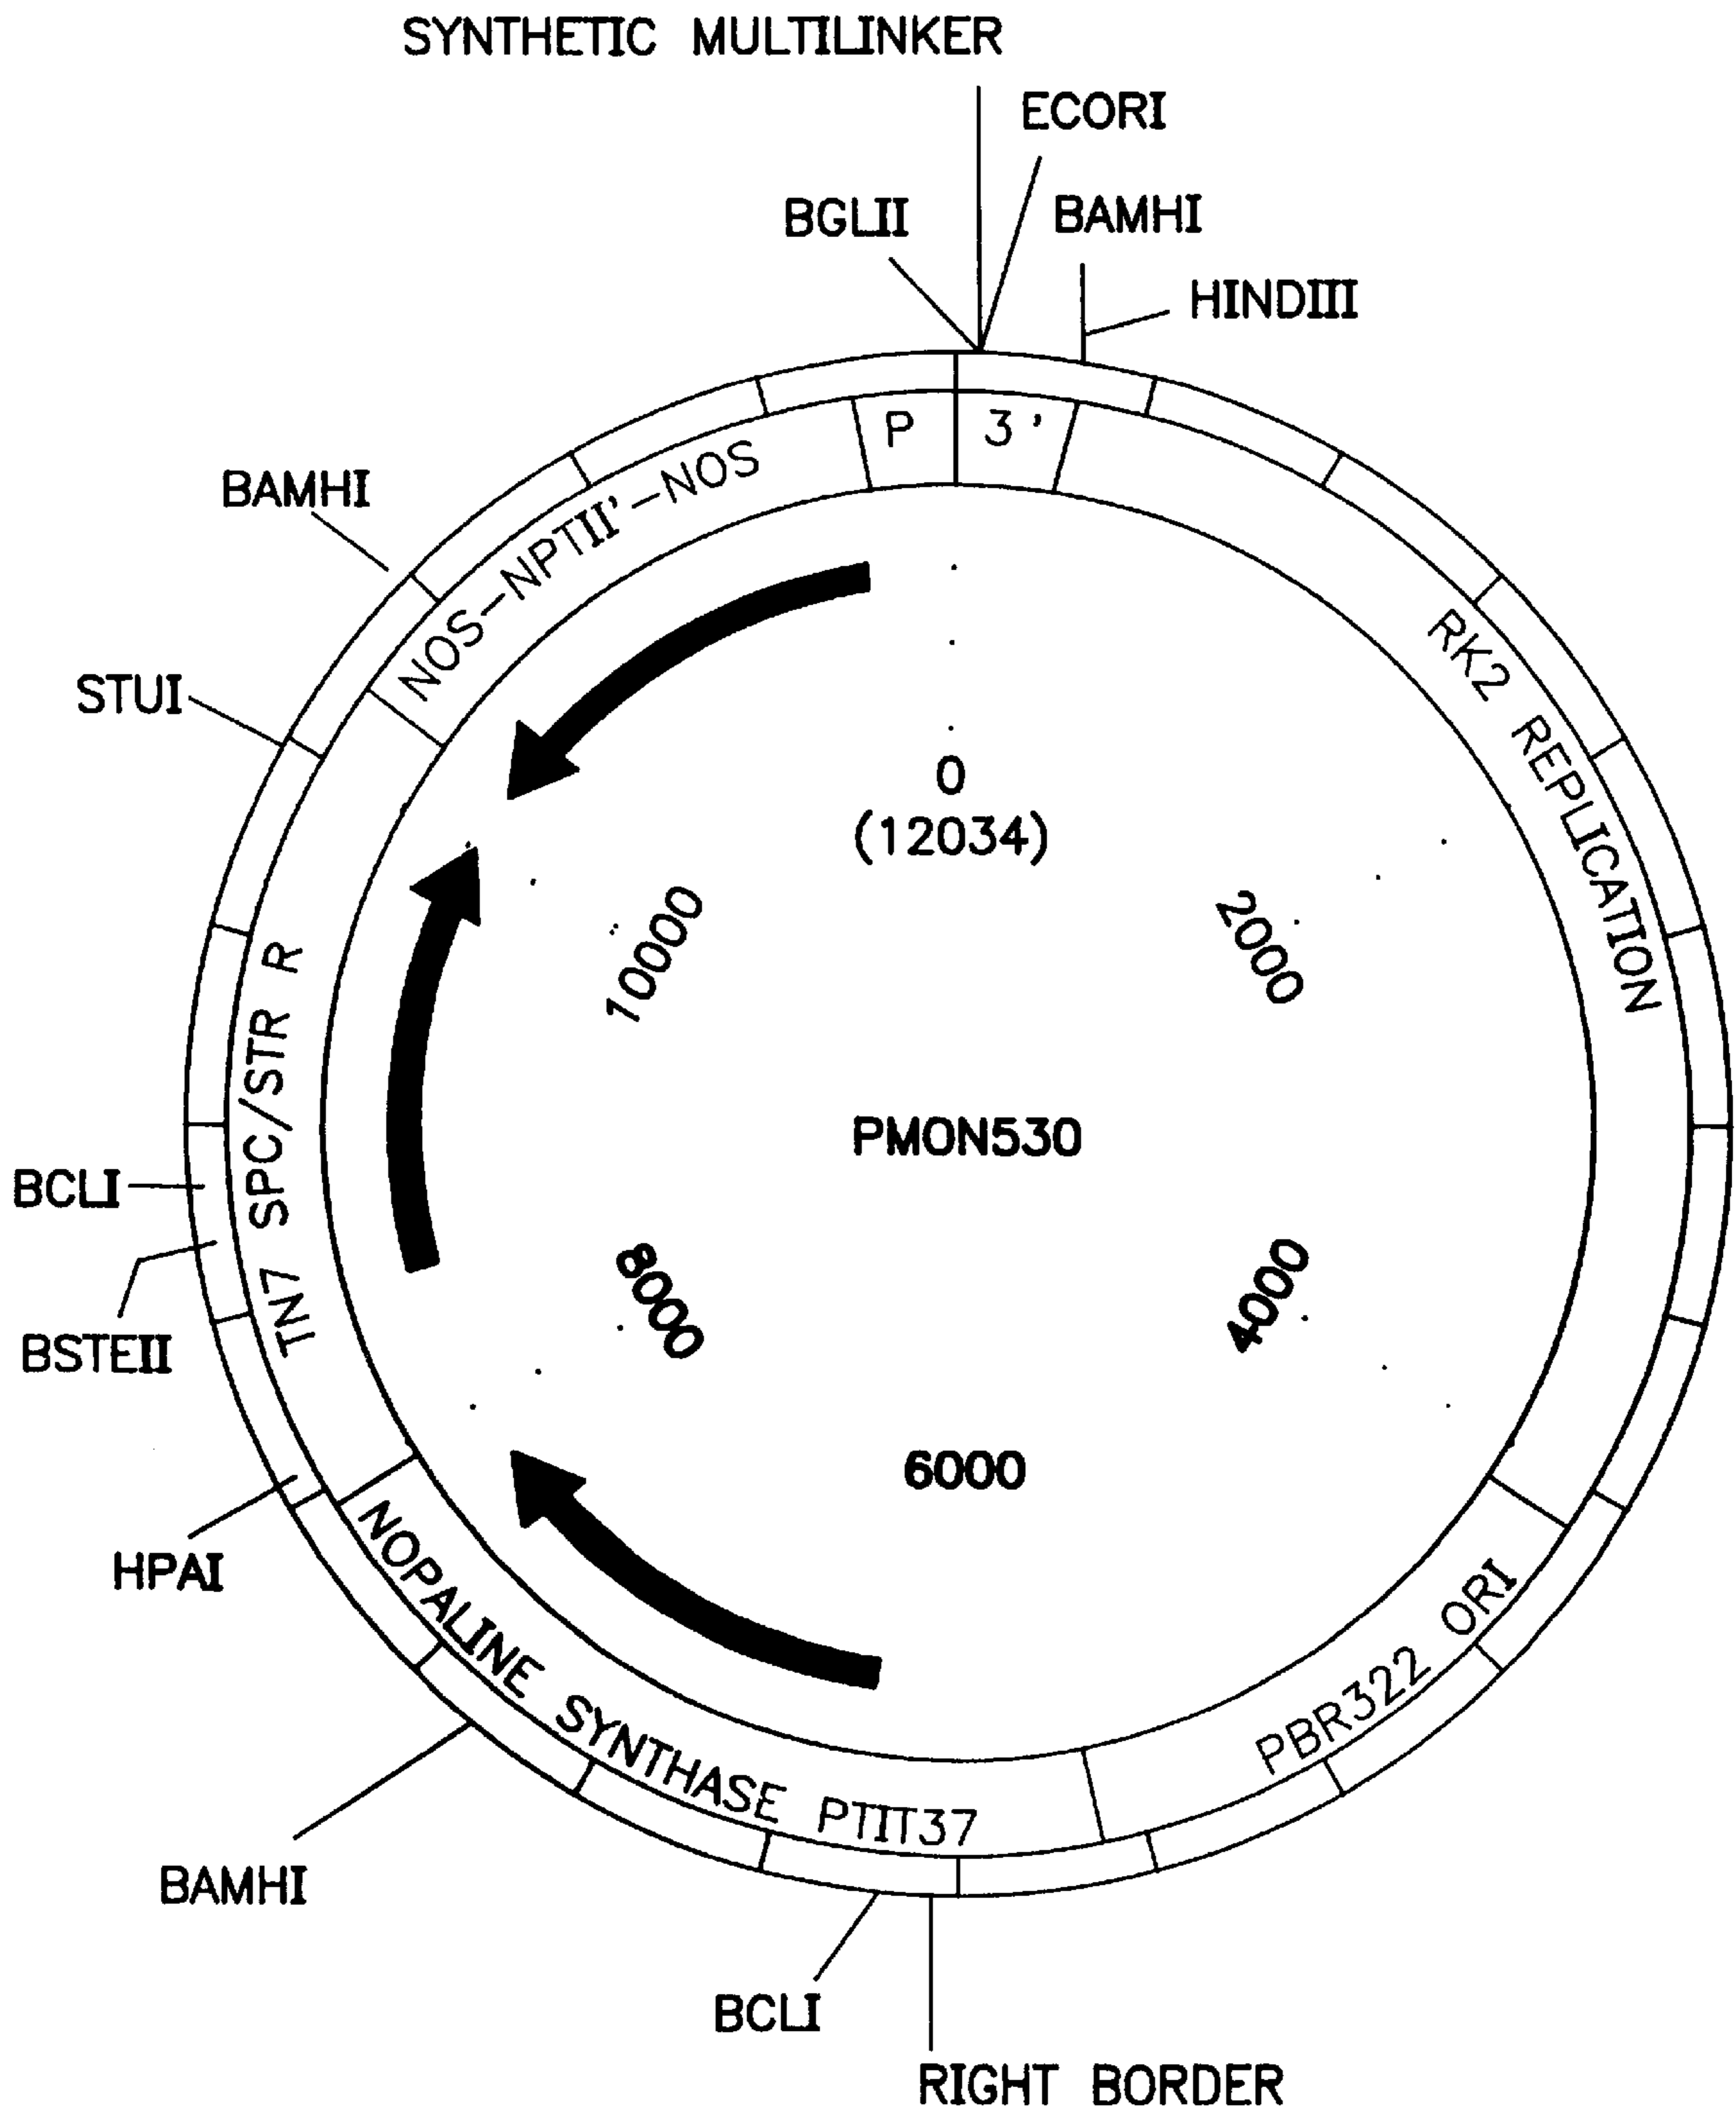 SYNTHETIC MULTILINKER
ECORI
BGLII
BAMHI
HINDIII
P
3'
NOS-NPTII'-NOS
BAMHI
STUI
RK2 REPLICATION
0
(12034)
10000
2000
TN7 SPC/STR R
PMON530
BCLI
BSTEII
8000
4000
6000
HPAI
NOPALINE SYNTHASE PTIT37
PBR322 ORI
BAMHI
BCLI
RIGHT BORDER